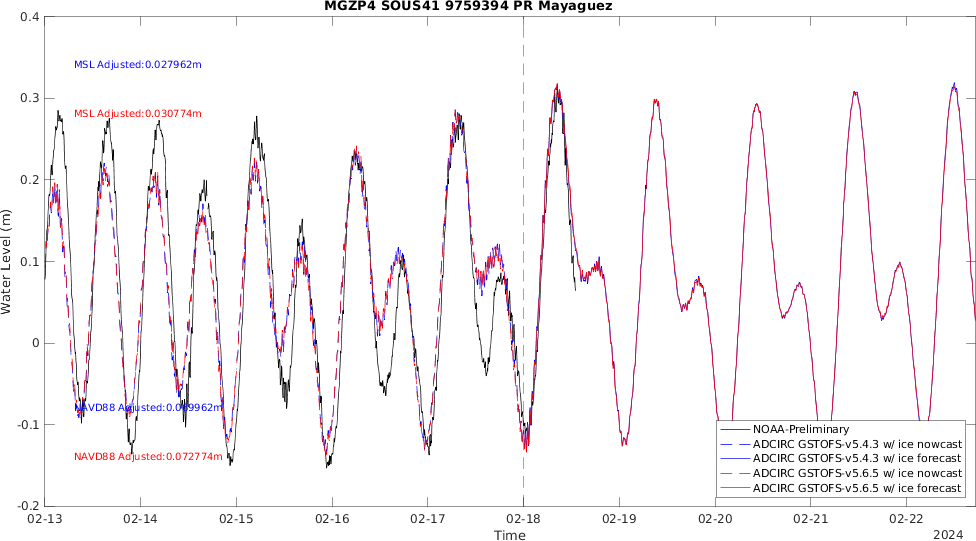 MGZP4 SOUS41 9759394 PR Mayaguez
0.4
0.3
0.2
0.1
0
-0.1
-0.2
Water Level (m)
MSL Adjusted:0.027962m
MSL Adjusted:0.030774m
NAVD88 Adjusted:0.069962m
NAVD88 Adjusted:0.072774m
NOAA-Preliminary
ADCIRC GSTOFS-v5.4.3 w/ ice nowcast
ADCIRC GSTOFS-v5.4.3 w/ ice forecast
ADCIRC GSTOFS-v5.6.5 w/ ice nowcast
ADCIRC GSTOFS-v5.6.5 w/ ice forecast
02-13 02-14 02-15 02-16 02-17 02-18 02-19 02-20 02-21 02-22
Time
2024